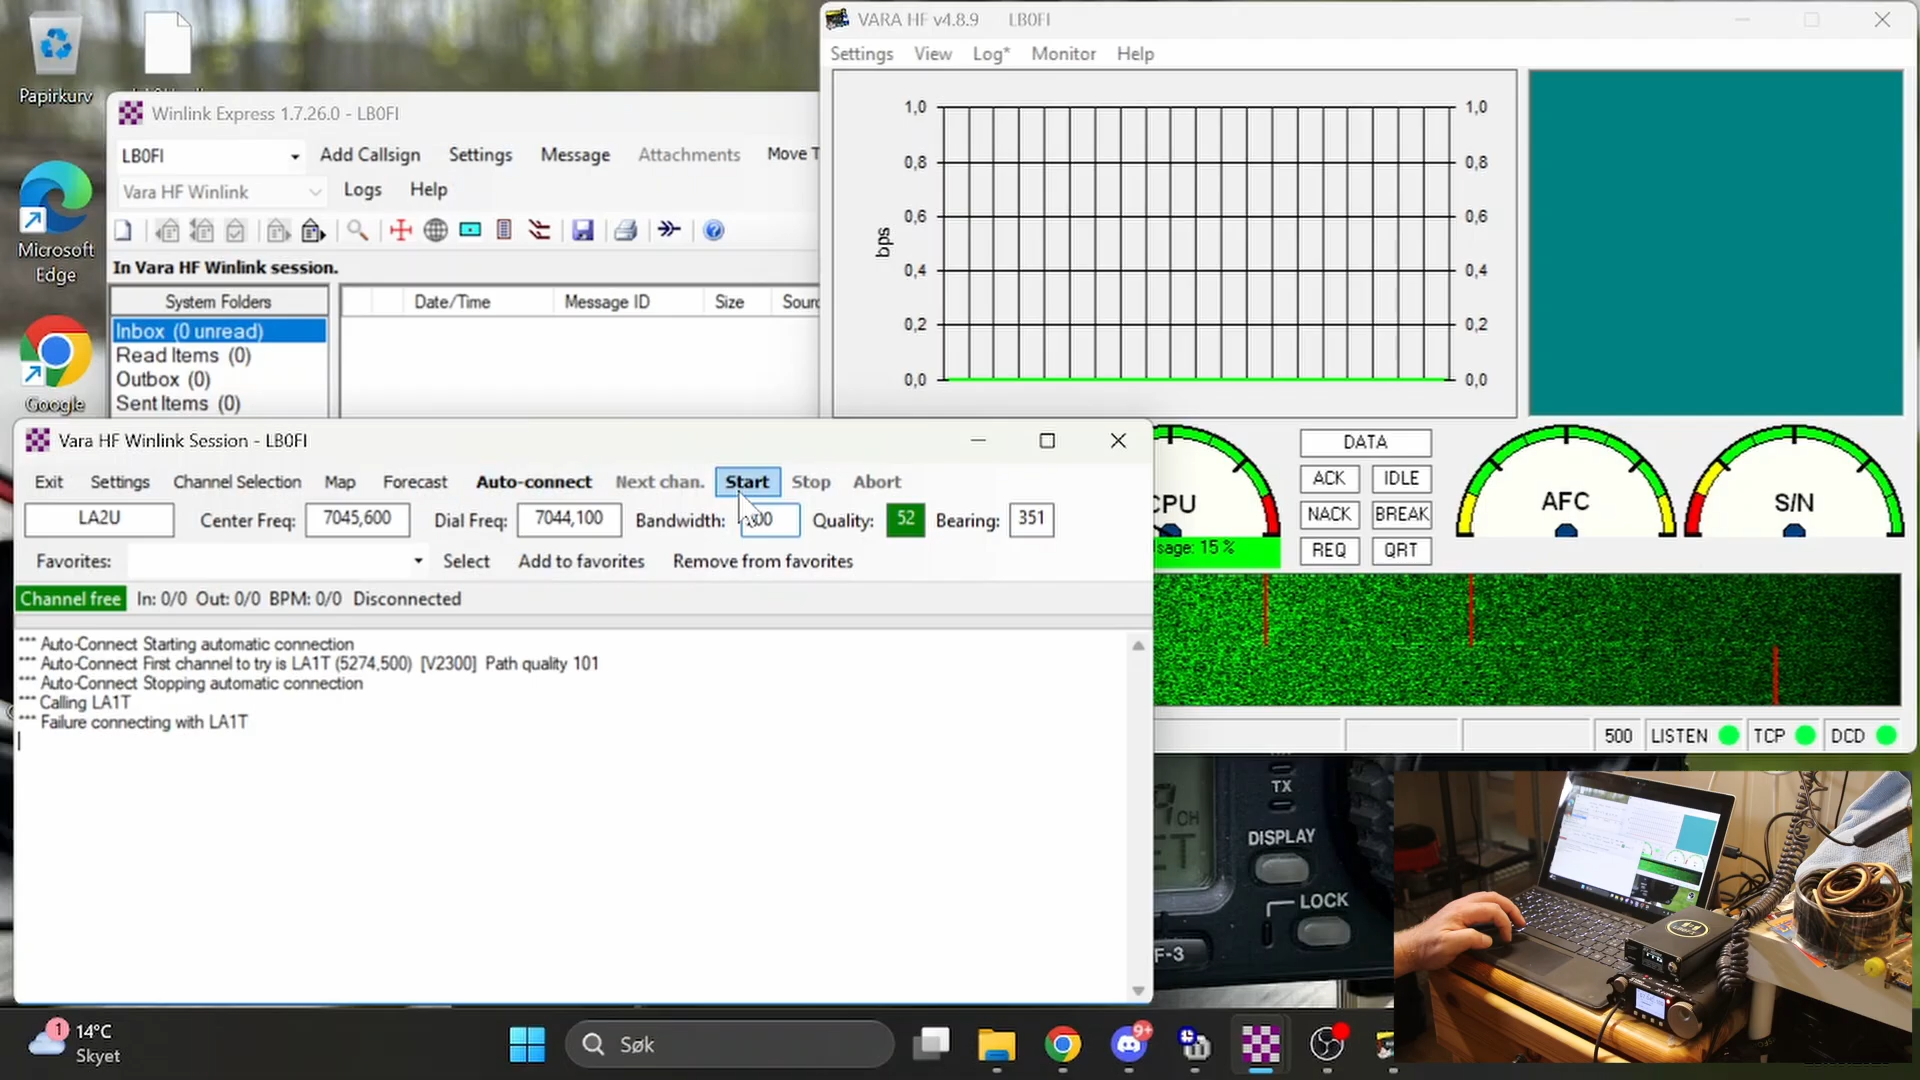 Papirkurv
Microsoft
Edge
Google
Winlink Express 1.7.26.0 - LB0FI
LB0FI
Add Callsign Settings Message Attachments Move T
Vara HF Winlink
Logs Help
In Vara HF Winlink session.
System Folders
Inbox (0 unread)
Read Items (0)
Outbox (0)
Sent Items (0)
Date/Time Message ID Size Sourc
VARA HF v4.8.9 LB0FI
Settings View Log* Monitor Help
1,0 1,0
0,8 0,8
0,6 0,6
bps
0,4 0,4
0,2 0,2
0,0 0,0
Vara HF Winlink Session - LB0FI
Exit Settings Channel Selection Map Forecast Auto-connect Next chan. Start Stop Abort
LA2U Center Freq: 7045,600 Dial Freq: 7044,100 Bandwidth: Quality: 52 Bearing: 351
Favorites: Select Add to favorites Remove from favorites
Channel free In: 0/0 Out: 0/0 BPM: 0/0 Disconnected
*** Auto-Connect Starting automatic connection
*** Auto-Connect First channel to try is LA1T (5274,500) [V2300] Path quality 101
*** Auto-Connect Stopping automatic connection
*** Calling LA1T
*** Failure connecting with LA1T
CPU
sage: 15 %
DATA
ACK IDLE
NACK BREAK
REQ QRT
AFC
S/N
500 LISTEN TCP DCD
TX
CH
DISPLAY
LOCK
F-3
1
14°C
Skyet
Søk
9+